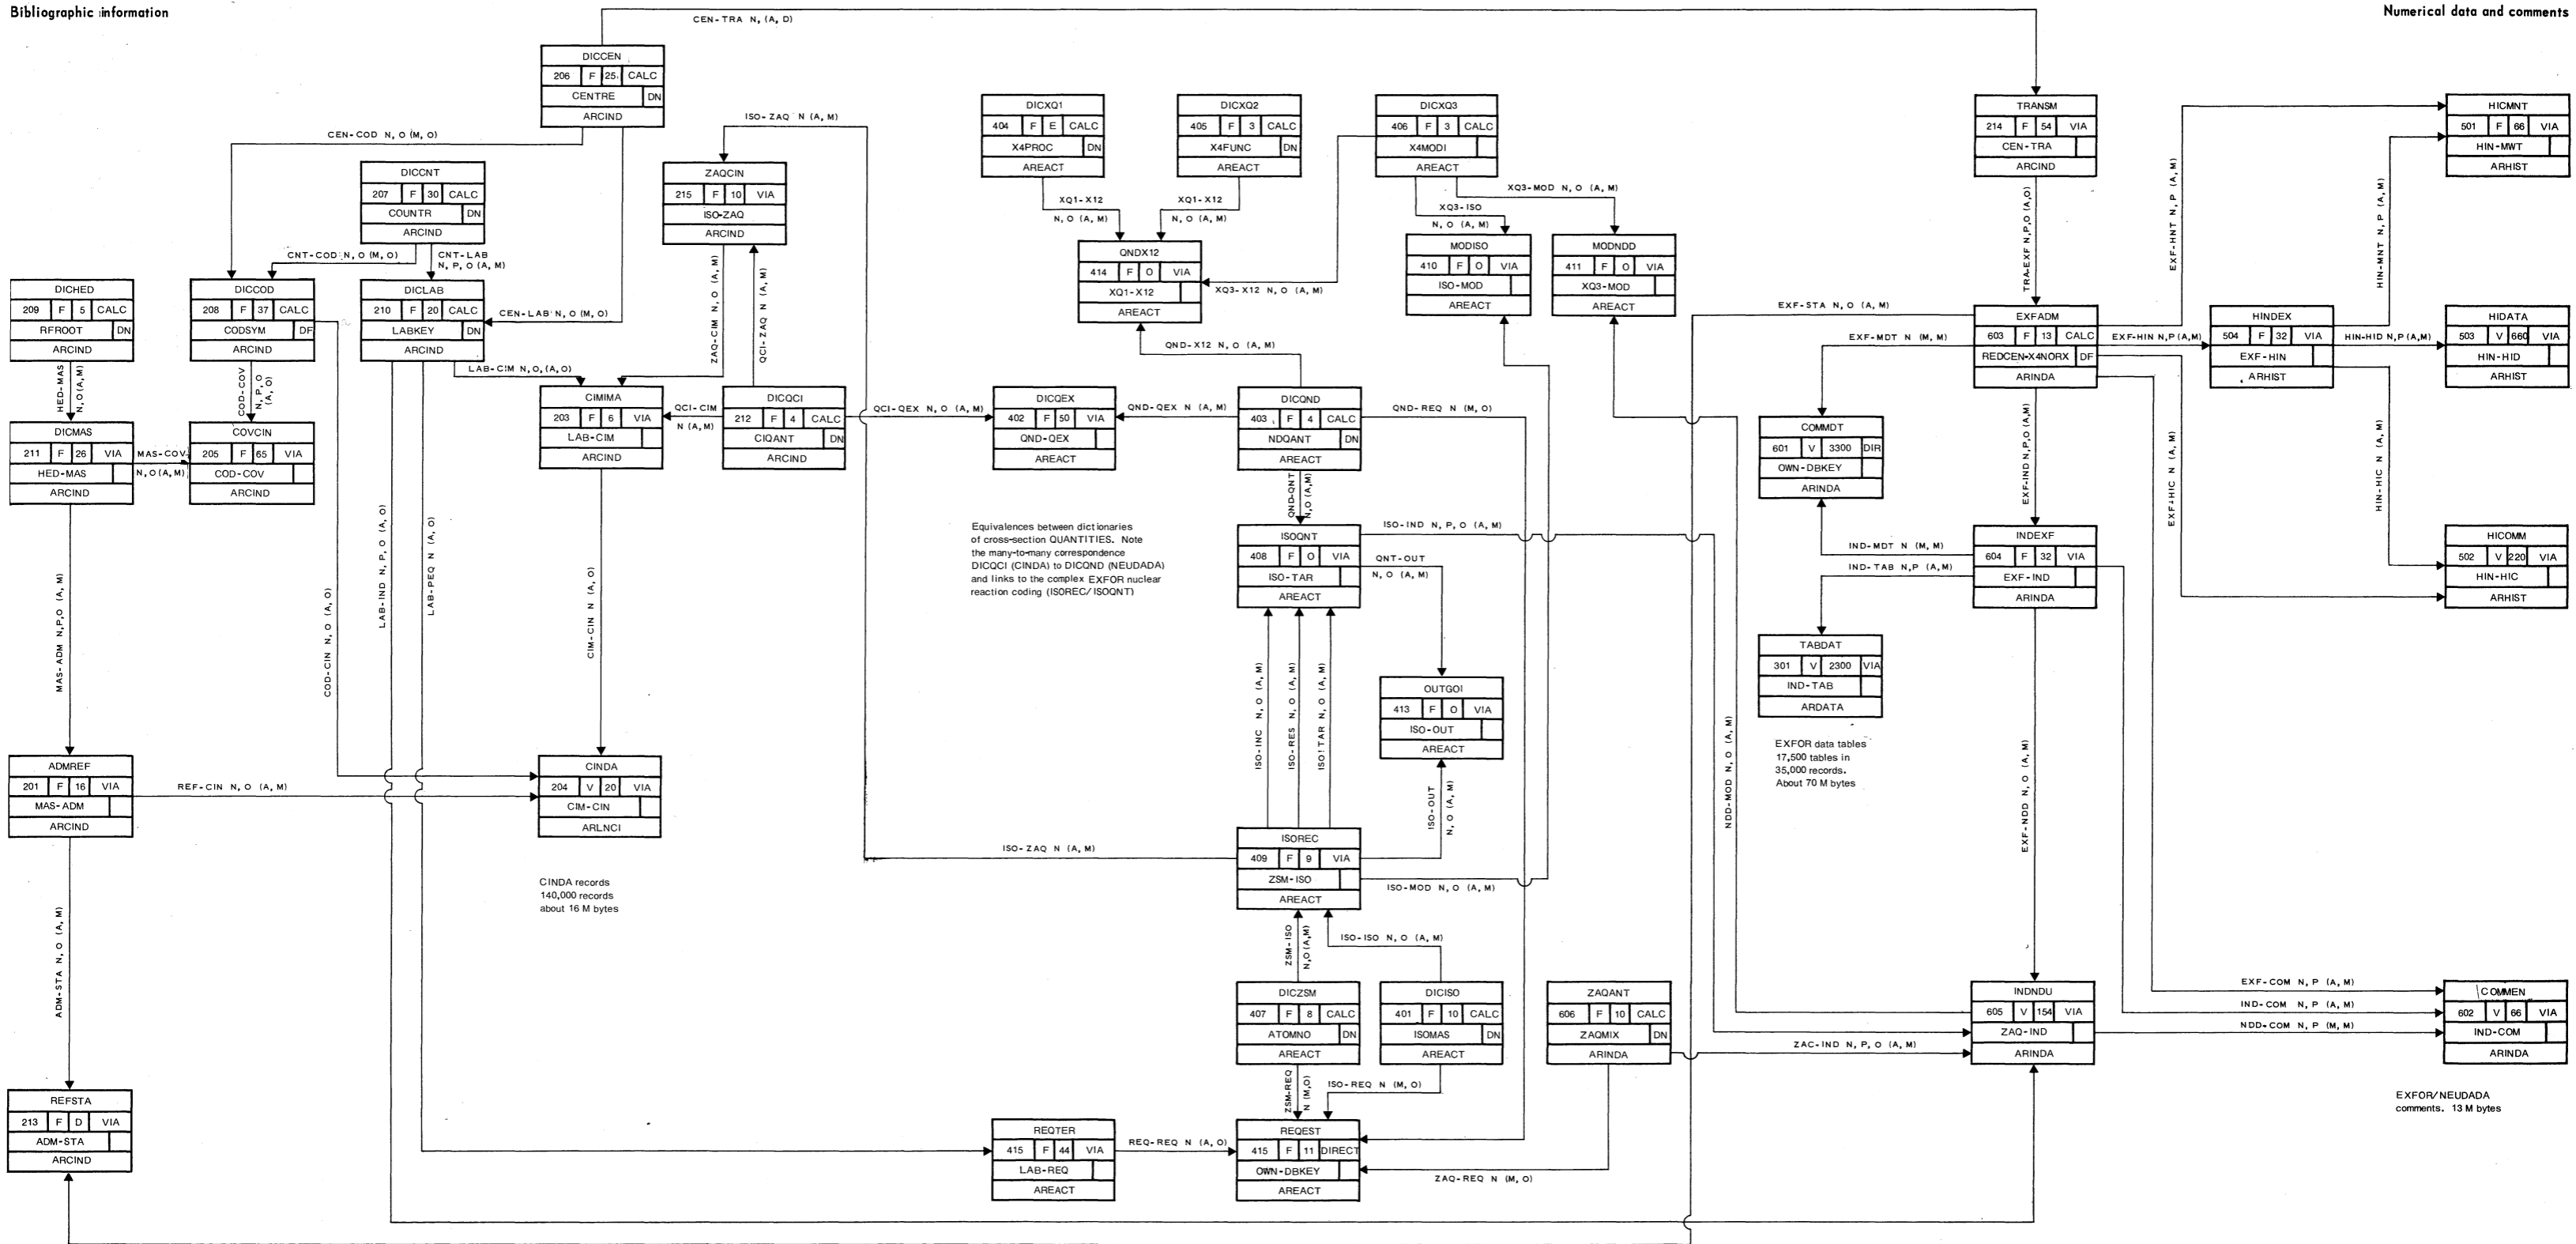 Bibliographic information
Numerical data and comments
CEN-TRA N, (A, D)
DICCEN
206 F 25 CALC
CENTRE DN
ARCIND
CEN-COD N, O (M, O)
ISO-ZAQ N (A, M)
DICCNT
207 F 30 CALC
COUNTR DN
ARCIND
CNT-COD N, O (M, O)
CNT-LAB
N, P, O (A, M)
ZAQCIN
215 F 10 VIA
ISO-ZAQ
ARCIND
DICXQ1
404 F E CALC
X4PROC DN
AREACT
DICXQ2
405 F 3 CALC
X4FUNC DN
AREACT
DICXQ3
406 F 3 CALC
X4MODI
AREACT
XQ1-X12
N, O (A, M)
XQ1-X12
N, O (A, M)
XQ3-ISO
N, O (A, M)
XQ3-MOD N, O (A, M)
TRANSM
214 F 54 VIA
CEN-TRA
ARCIND
HICMNT
501 F 66 VIA
HIN-MWT
ARHIST
TRA-EXF N,P,O (A,O)
EXF-HNT N, P (A, M)
HIN-MNT N, P (A, M)
DICHED
209 F 5 CALC
RFROOT DN
ARCIND
DICCOD
208 F 37 CALC
CODSYM DF
ARCIND
DICLAB
210 F 20 CALC
LABKEY DN
ARCIND
CEN-LAB N, O (M, O)
ZAQ-CIM N, O (A, M)
QCI-ZAQ N (A, M)
QNDX12
414 F O VIA
XQ1-X12
AREACT
XQ3-X12 N, O (A, M)
MODISO
410 F O VIA
ISO-MOD
AREACT
MODNDD
411 F O VIA
XQ3-MOD
AREACT
EXF-STA N, O (A, M)
EXF-MDT N (M, M)
EXFADM
603 F 13 CALC
REDCEN-X4NORX DF
ARINDA
EXF-HIN N,P (A,M)
HINDEX
504 F 32 VIA
EXF-HIN
ARHIST
HIN-HID N,P (A,M)
HIDATA
503 V 660 VIA
HIN-HID
ARHIST
QND-X12 N, O (A, M)
HED-MAS
N,O (A,M)
COD-COV
N, P, O
(A, O)
LAB-CIM N, O, (A, O)
DICMAS
211 F 26 VIA
HED-MAS
ARCIND
MAS-COV
N, O (A, M)
COVCIN
205 F 65 VIA
COD-COV
ARCIND
CIMIMA
203 F 6 VIA
LAB-CIM
ARCIND
QCI-CIM
N (A, M)
DICQCI
212 F 4 CALC
CIQANT DN
ARCIND
QCI-QEX N, O (A, M)
DICQEX
402 F 50 VIA
QND-QEX
AREACT
QND-QEX N (A, M)
DICQND
403 F 4 CALC
NDQANT DN
AREACT
QND-REQ N (M, O)
QND-QNT
N, O (A, M)
COMMDT
601 V 3300 DIR
OWN-DBKEY
ARINDA
EXF-IND N,P,O (A,M)
EXF-HIC N (A, M)
HIN-HIC N (A, M)
Equivalences between dictionaries
of cross-section QUANTITIES. Note
the many-to-many correspondence
DICQCI (CINDA) to DICQND (NEUDADA)
and links to the complex EXFOR nuclear
reaction coding (ISOREC/ISOQNT)
ISOQNT
408 F O VIA
ISO-TAR
AREACT
ISO-IND N, P, O (A, M)
QNT-OUT
N, O (A, M)
IND-MDT N (M, M)
IND-TAB N,P (A,M)
INDEXF
604 F 32 VIA
EXF-IND
ARINDA
HICOMM
502 V 220 VIA
HIN-HIC
ARHIST
MAS-ADM N,P,O (A, M)
COD-CIN N, O (A, O)
LAB-IND N, P, O (A, O)
LAB-PEQ N (A, O)
CIM-CIN N (A, O)
ISO-INC N, O (A, M)
ISO-RES N, O (A, M)
ISO-TAR N, O (A, M)
OUTGOI
413 F O VIA
ISO-OUT
AREACT
TABDAT
301 V 2300 VIA
IND-TAB
ARDATA
EXFOR data tables
17,500 tables in
35,000 records.
About 70 M bytes
NDD-MOD N, O (A, M)
EXF-NDD N, O (A, M)
ADMREF
201 F 16 VIA
MAS-ADM
ARCIND
REF-CIN N, O (A, M)
CINDA
204 V 20 VIA
CIM-CIN
ARLNCI
CINDA records
140,000 records
about 16 M bytes
ISO-ZAQ N (A, M)
ISOREC
409 F 9 VIA
ZSM-ISO
AREACT
ISO-OUT
N, O (A, M)
ISO-MOD N, O (A, M)
ADM-STA N, O (A, M)
ZSM-ISO
N,O (A,M)
ISO-ISO N, O (A, M)
DICZSM
407 F 8 CALC
ATOMNO DN
AREACT
DICISO
401 F 10 CALC
ISOMAS DN
AREACT
ZAQANT
606 F 10 CALC
ZAQMIX DN
ARINDA
ZAC-IND N, P, O (A, M)
INDNDU
605 V 154 VIA
ZAQ-IND
ARINDA
EXF-COM N, P (A, M)
IND-COM N, P (A, M)
NDD-COM N, P (M, M)
COMMEN
602 V 66 VIA
IND-COM
ARINDA
EXFOR/NEUDADA
comments. 13 M bytes
REFSTA
213 F D VIA
ADM-STA
ARCIND
ZSM-REQ
N (M,O)
ISO-REQ N (M, O)
REQTER
415 F 44 VIA
LAB-REQ
AREACT
REQ-REQ N (A, O)
REQEST
415 F 11 DIRECT
OWN-DBKEY
AREACT
ZAQ-REQ N (M, O)